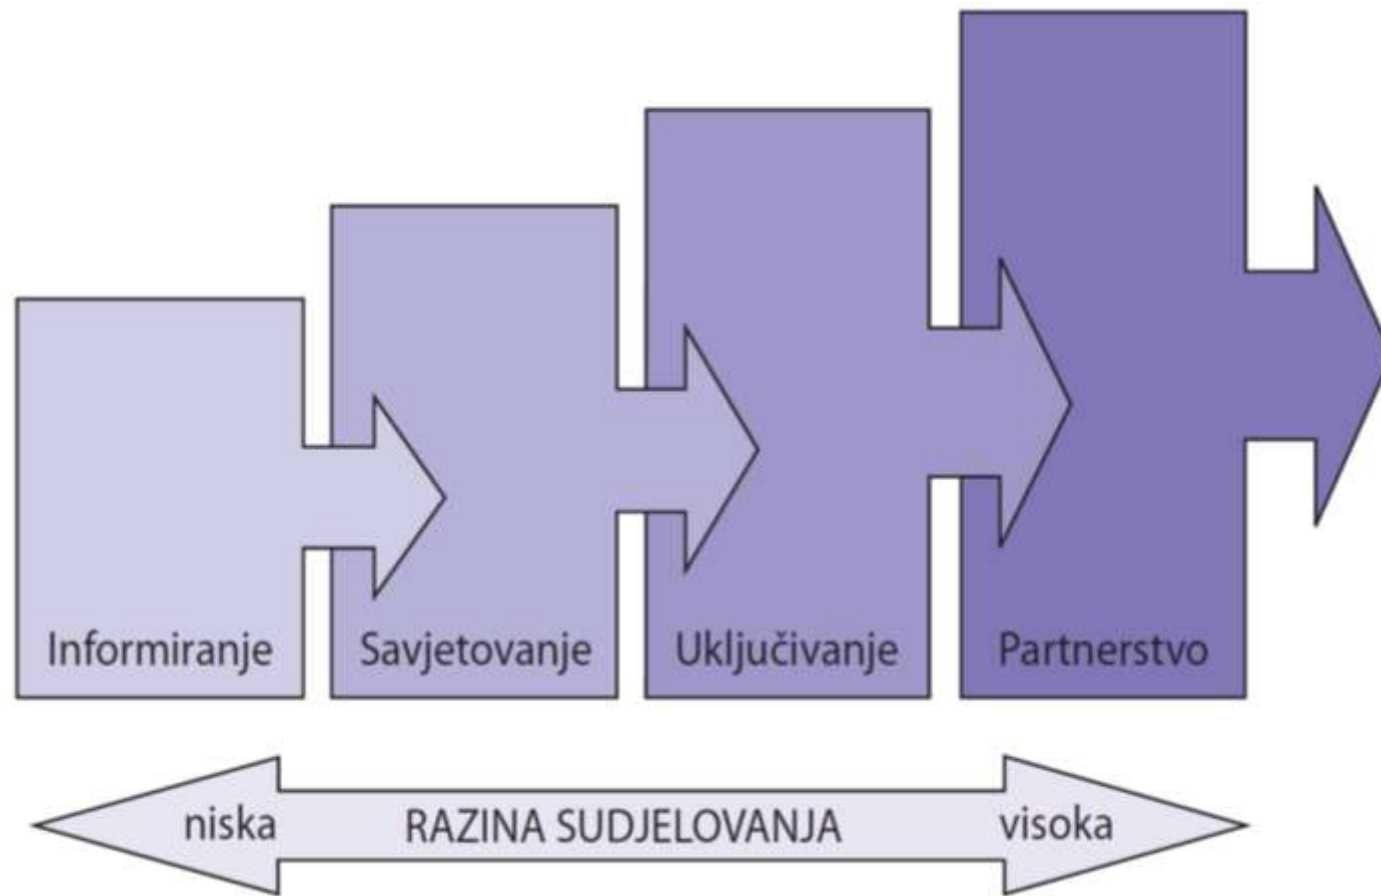 Informiranje
Savjetovanje
Uključivanje
Partnerstvo
niska RAZINA SUDJELOVANJA visoka